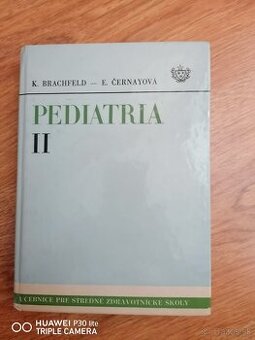 K. BRACHFELD — E. ČERNAYOVÁ
PEDIATRIA
II
UČEBNICE PRE STREDNÉ ZDRAVOTNÍCKE ŠKOLY
HUAWEI P30 lite
TRIPLE CAMERA